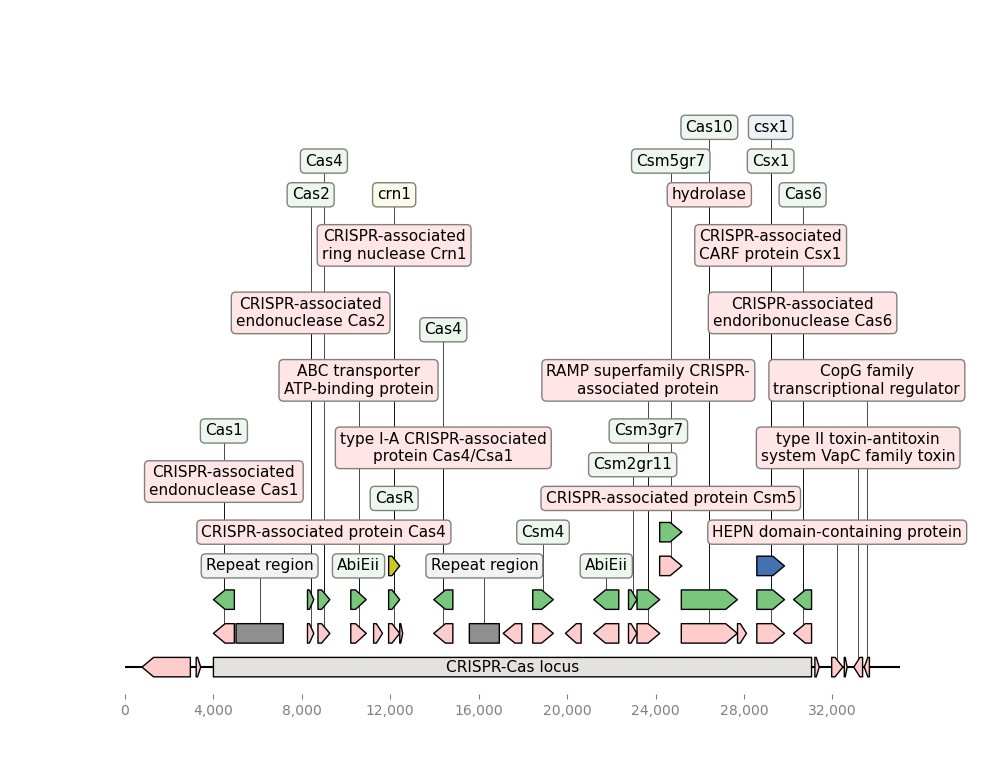 Cas10
csx1
Cas4
Csm5gr7
Csx1
Cas2
crn1
hydrolase
Cas6
CRISPR-associated
ring nuclease Crn1
CRISPR-associated
CARF protein Csx1
CRISPR-associated
endonuclease Cas2
CRISPR-associated
endoribonuclease Cas6
Cas4
ABC transporter
ATP-binding protein
RAMP superfamily CRISPR-
associated protein
CopG family
transcriptional regulator
Cas1
Csm3gr7
type I-A CRISPR-associated
protein Cas4/Csa1
type II toxin-antitoxin
system VapC family toxin
Csm2gr11
CRISPR-associated
endonuclease Cas1
CasR
CRISPR-associated protein Csm5
CRISPR-associated protein Cas4
Csm4
HEPN domain-containing protein
Repeat region
AbiEii
Repeat region
AbiEii
CRISPR-Cas locus
0
4,000
8,000
12,000
16,000
20,000
24,000
28,000
32,000